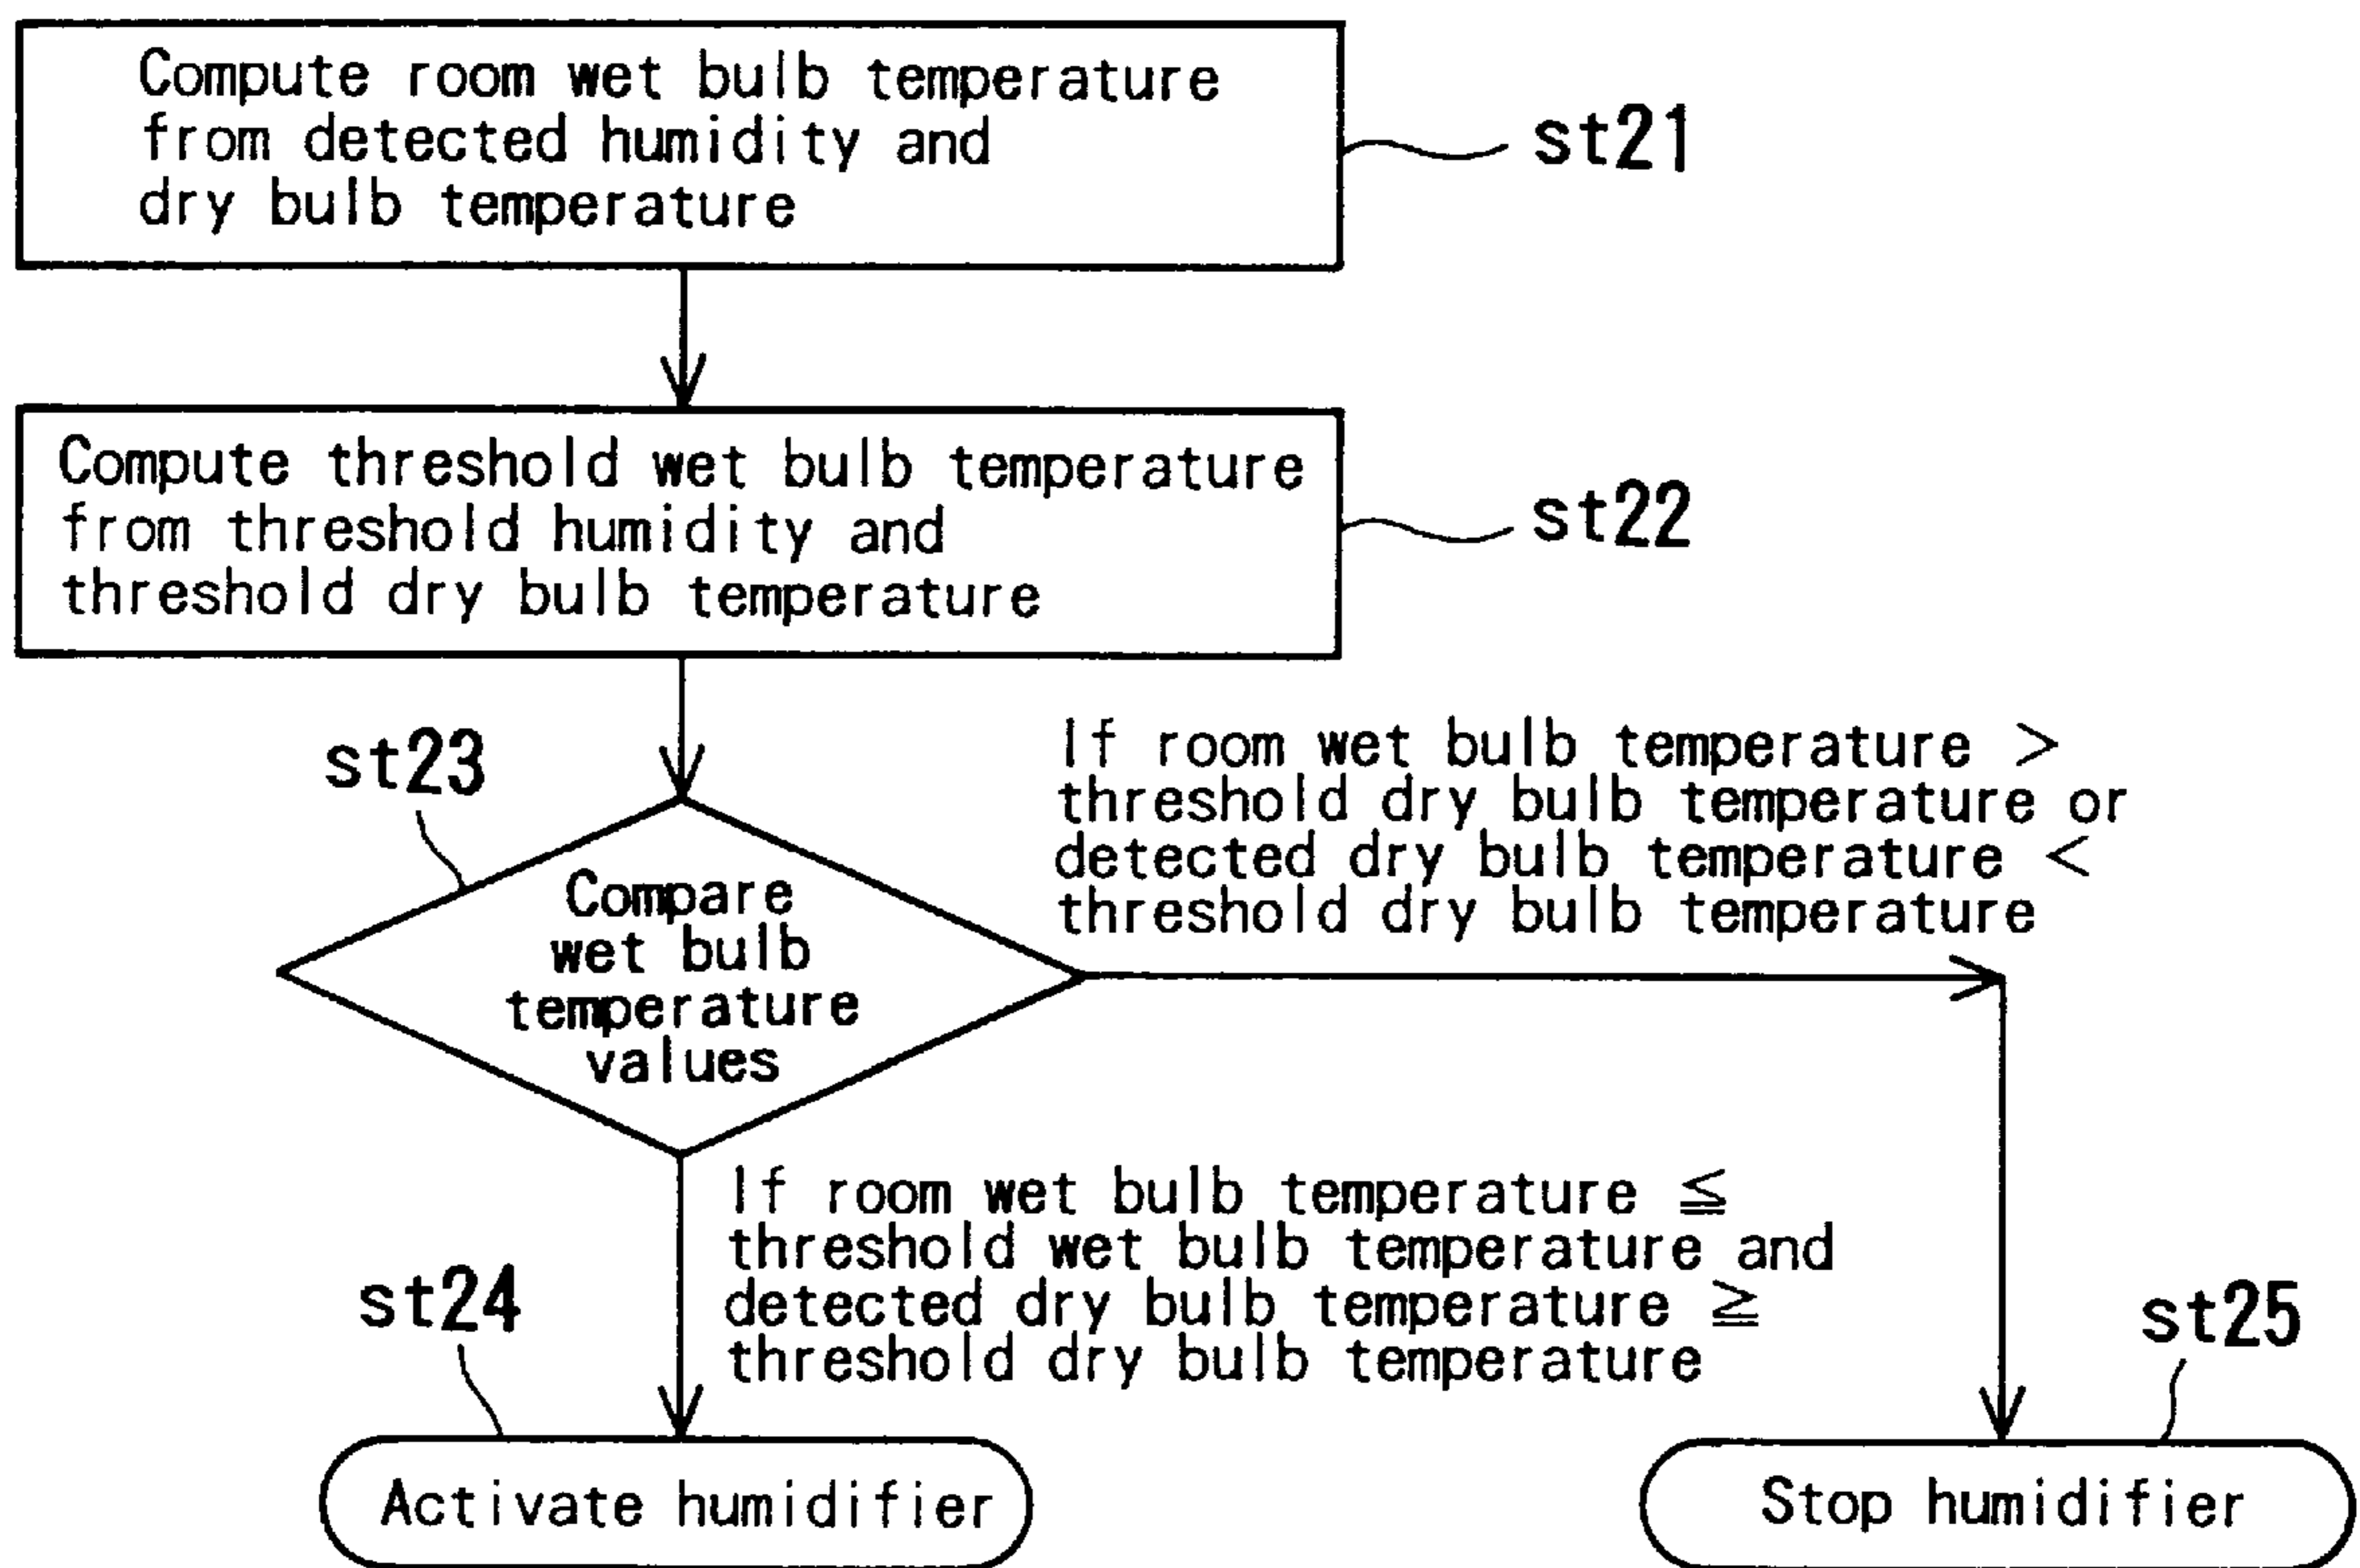 Compute room wet bulb temperature
from detected humidity and
dry bulb temperature
st21
Compute threshold wet bulb temperature
from threshold humidity and
threshold dry bulb temperature
st22
st23
If room wet bulb temperature >
threshold dry bulb temperature or
detected dry bulb temperature <
threshold dry bulb temperature
Compare
wet bulb
temperature
values
If room wet bulb temperature ≦
threshold wet bulb temperature and
detected dry bulb temperature ≧
threshold dry bulb temperature
st24
st25
Activate humidifier
Stop humidifier